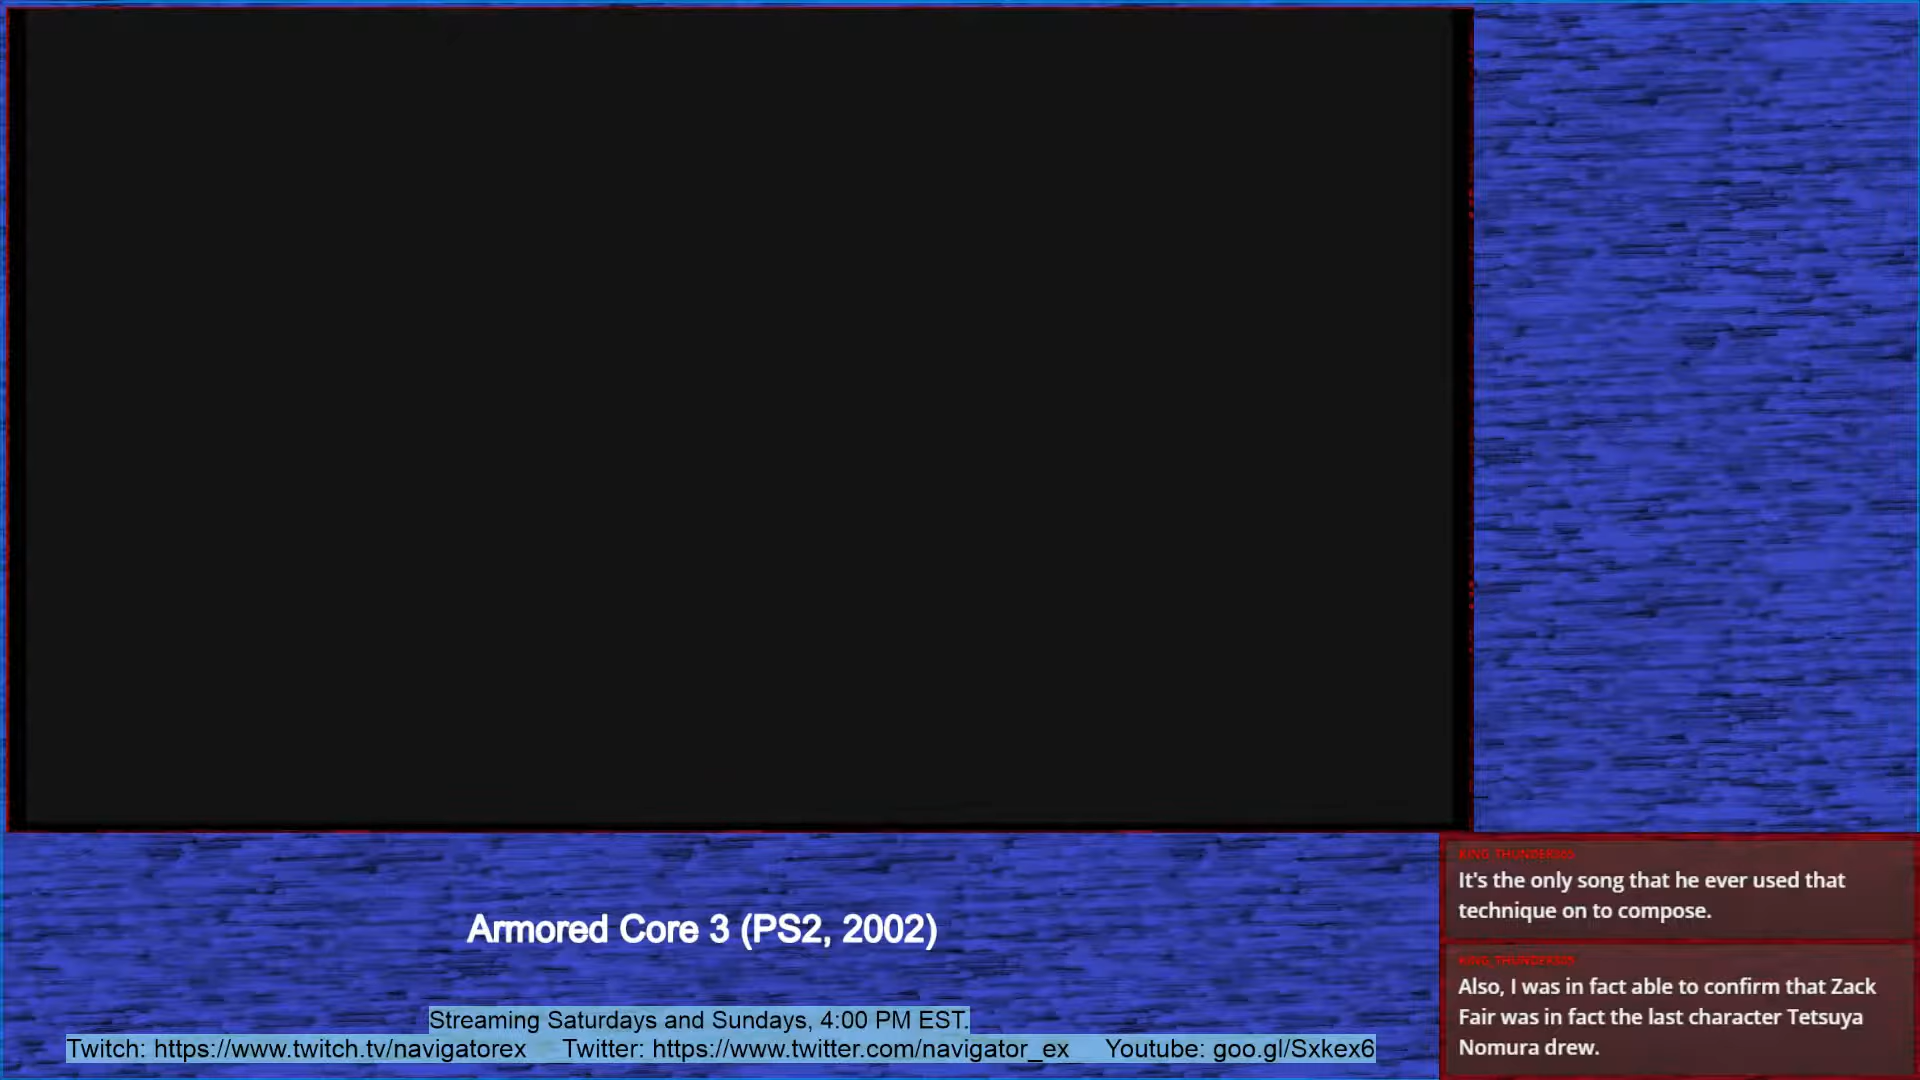 Armored Core 3 (PS2, 2002)
Streaming Saturdays and Sundays, 4:00 PM EST.
Twitch: https://www.twitch.tv/navigatorex Twitter: https://www.twitter.com/navigator_ex Youtube: goo.gl/Sxkex6
KING_THUNDER305
It's the only song that he ever used that
technique on to compose.
KING_THUNDER305
Also, I was in fact able to confirm that Zack
Fair was in fact the last character Tetsuya
Nomura drew.